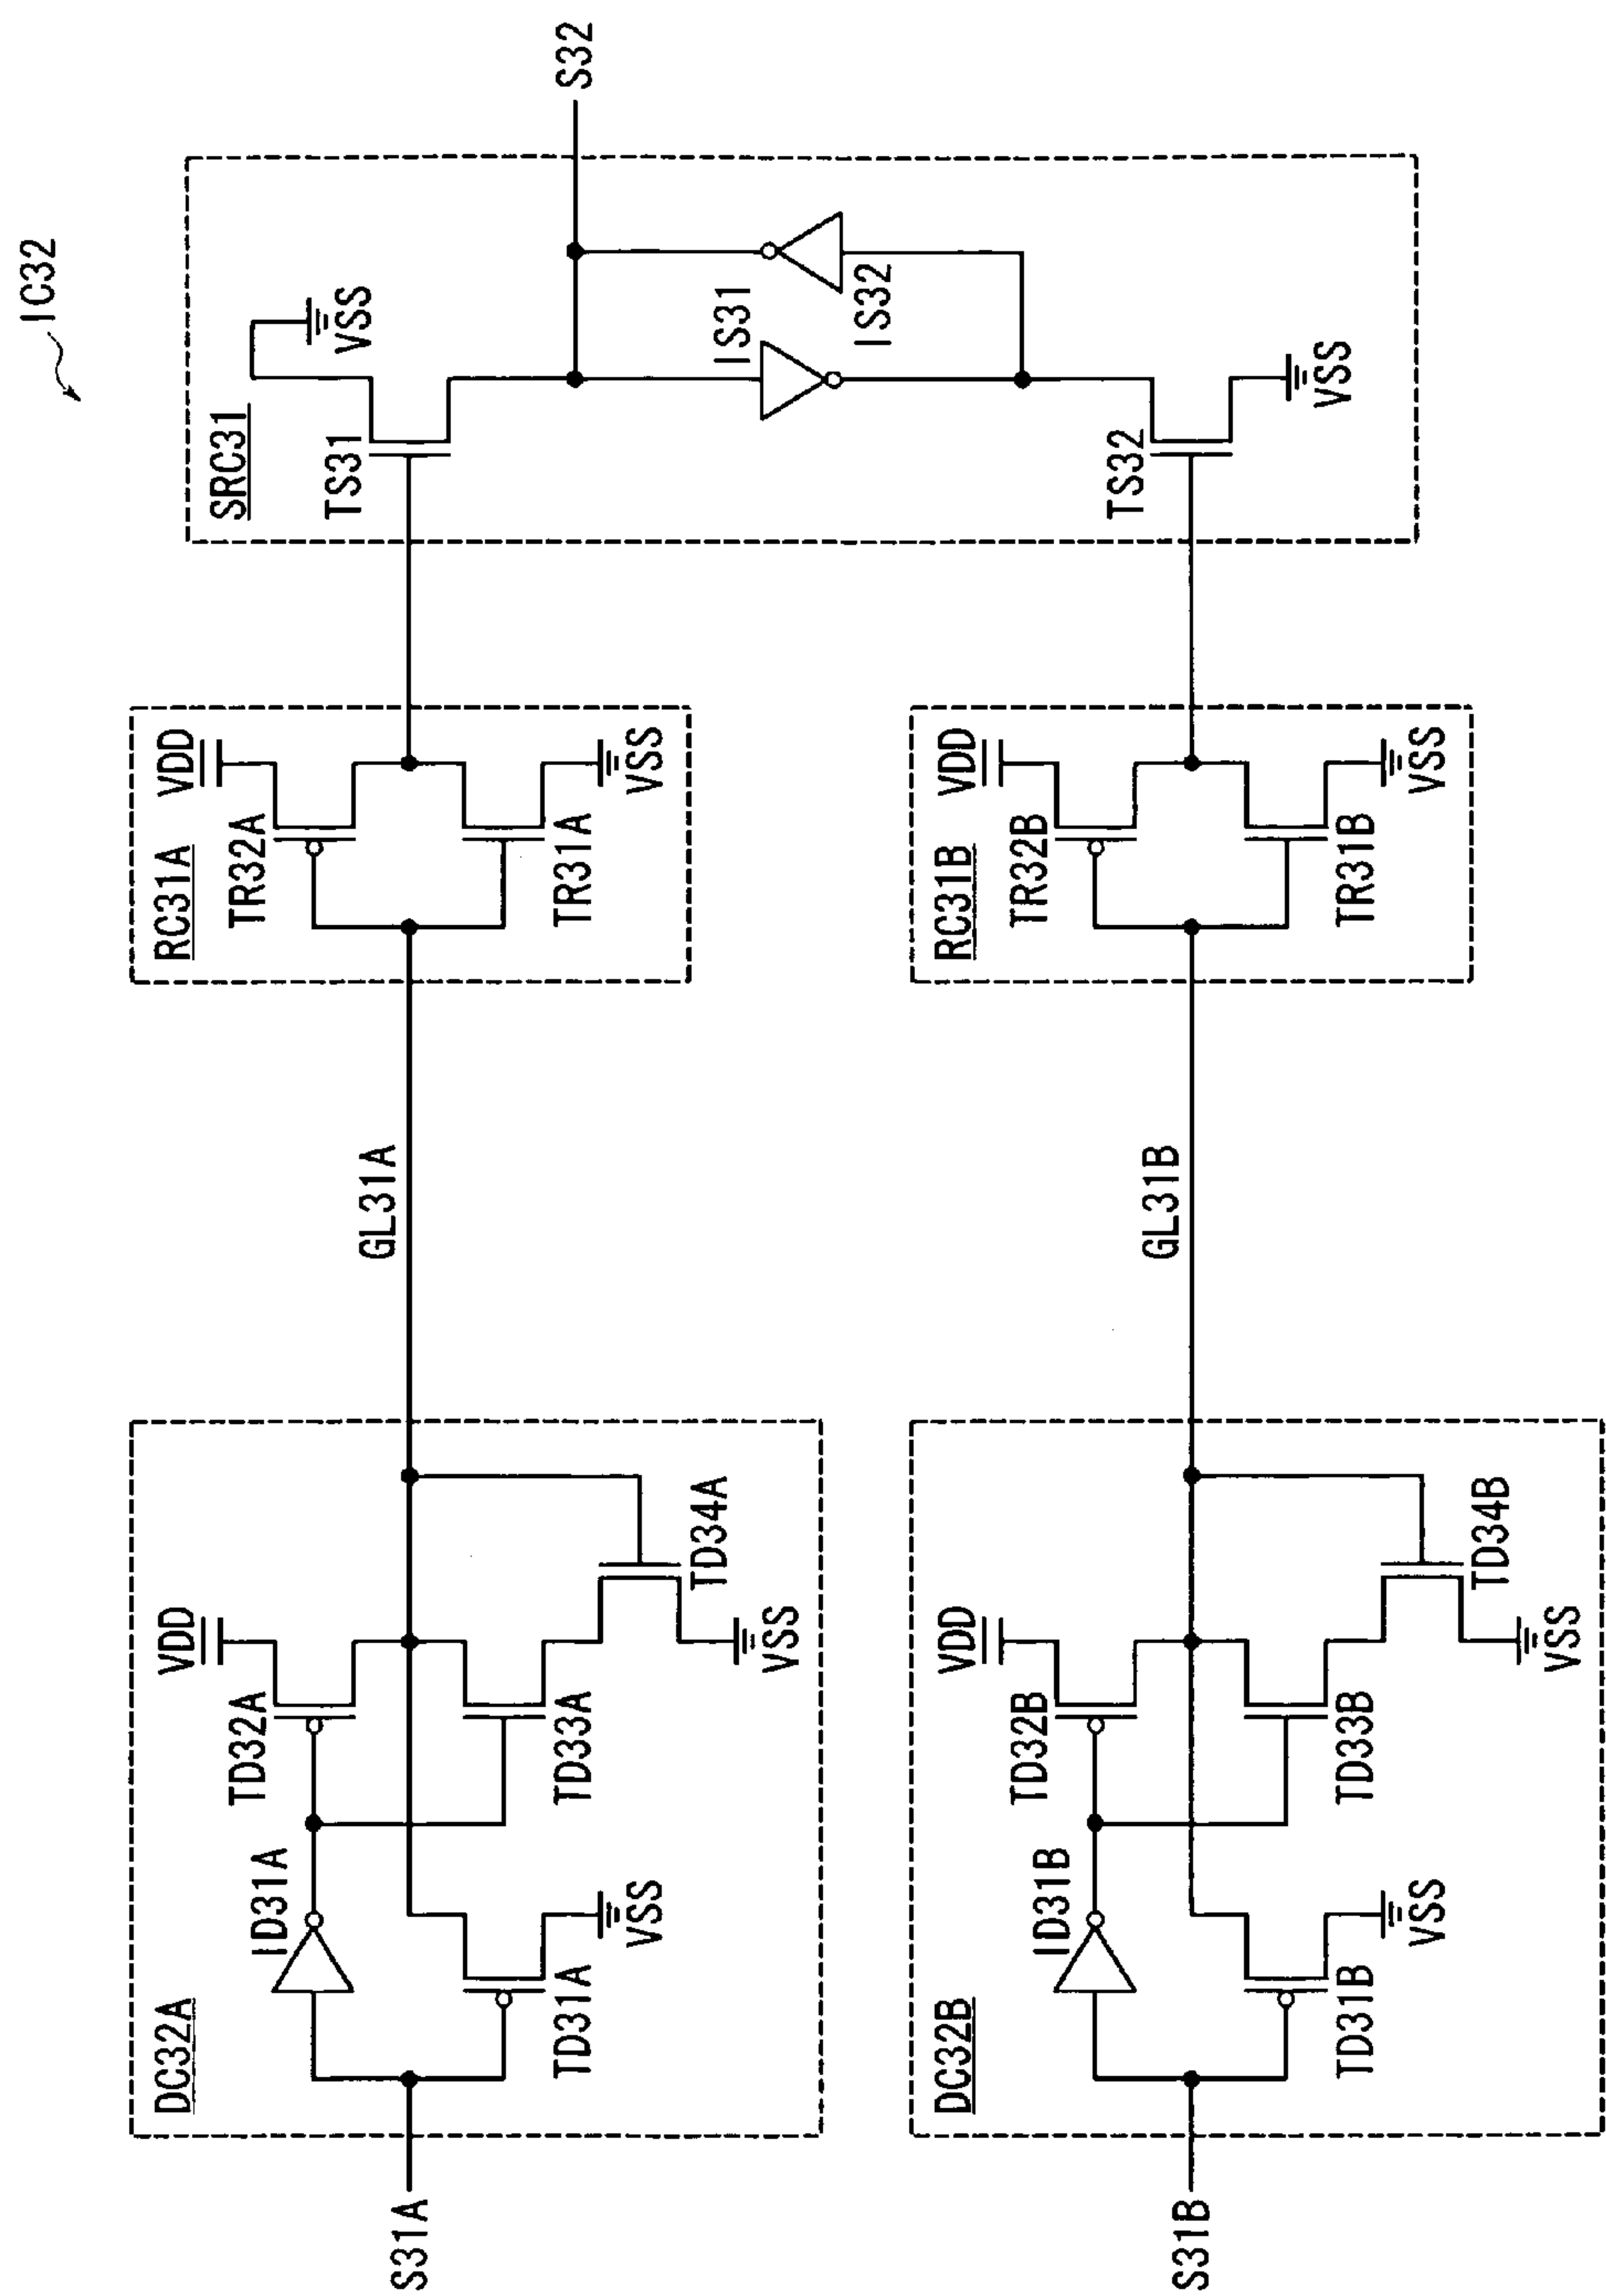 IC32
S31A
DC32A
ID31A
TD31A
VSS
VDD
TD32A
TD33A
TD34A
VSS
GL31A
RC31A
VDD
TR32A
TR31A
VSS
SRC31
TS31
VSS
IS31
IS32
S32
TS32
VSS
S31B
DC32B
ID31B
TD31B
VSS
VDD
TD32B
TD33B
TD34B
VSS
GL31B
RC31B
VDD
TR32B
TR31B
VSS